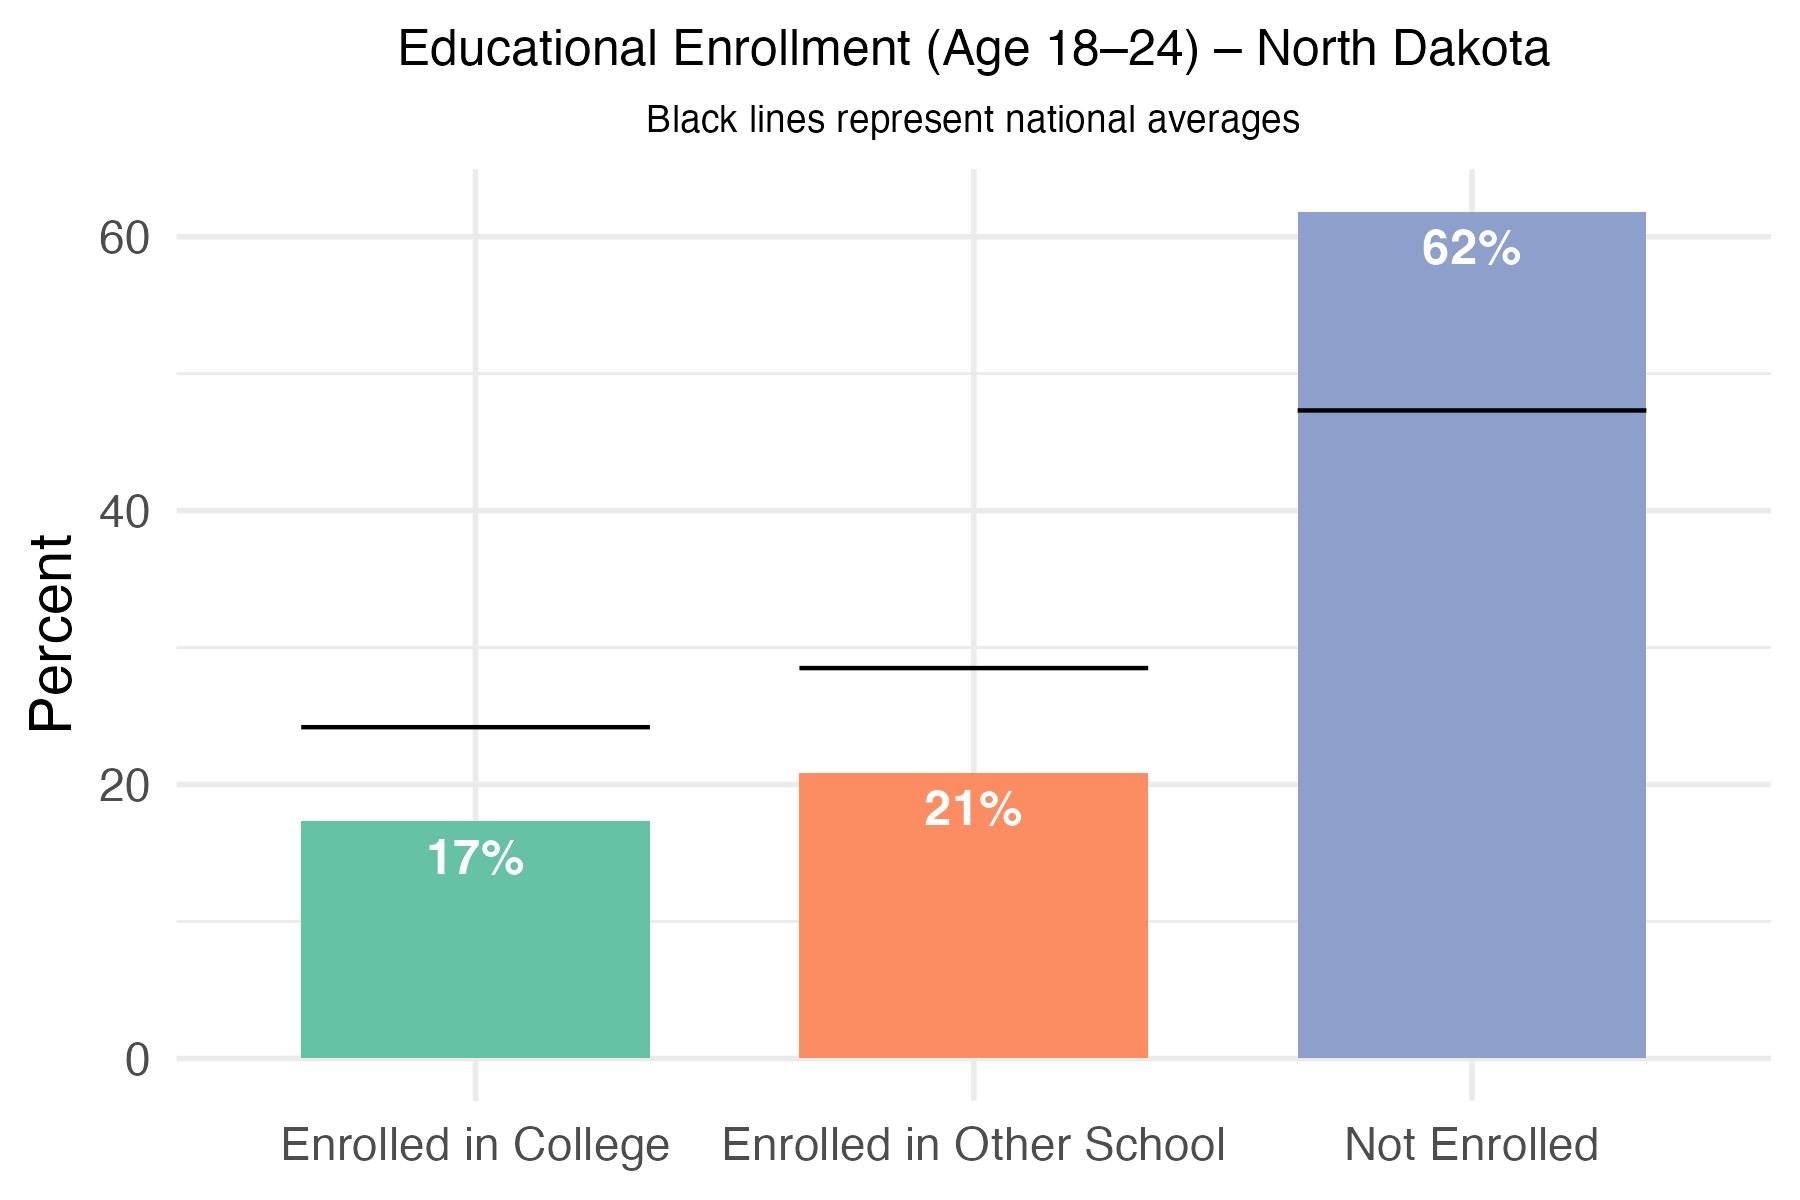 Educational Enrollment (Age 18–24) – North Dakota
Black lines represent national averages
Percent
60
40
20
0
62%
21%
17%
Enrolled in College
Enrolled in Other School
Not Enrolled